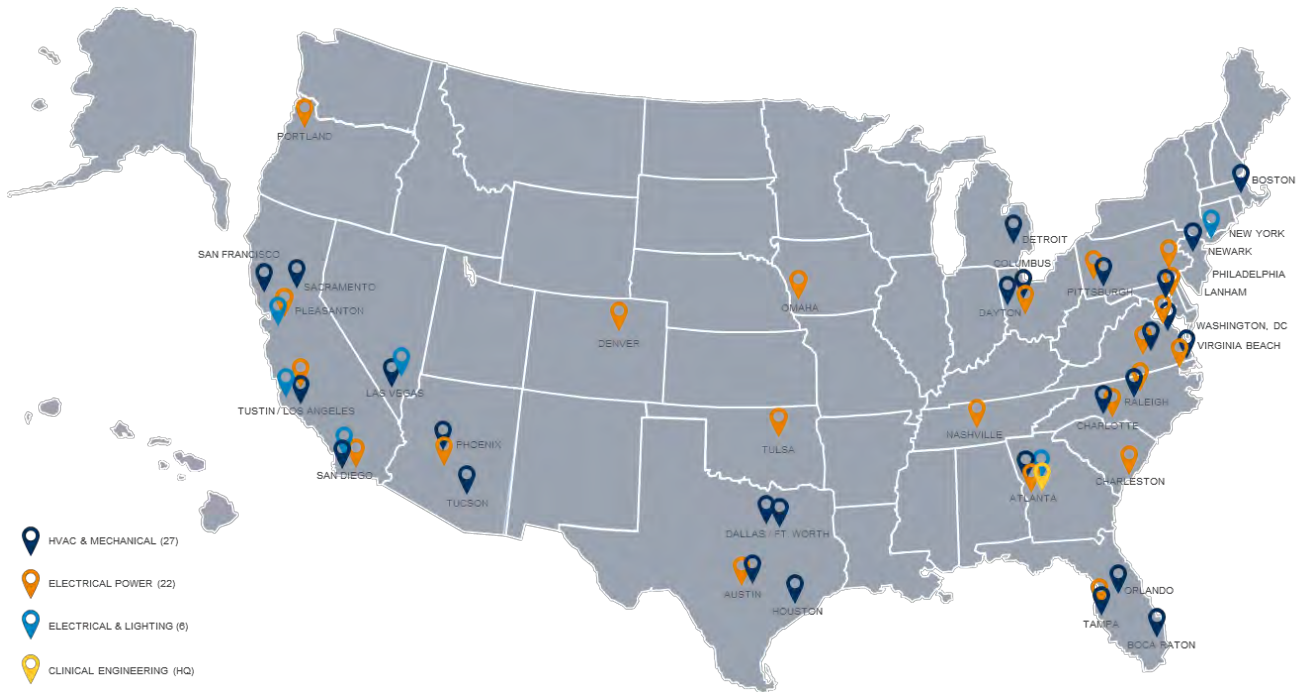 PORTLAND
BOSTON
NEW YORK
DETROIT
NEWARK
SAN FRANCISCO
COLUMBUS
PHILADELPHIA
SACRAMENTO
PITTSBURGH
LANHAM
PLEASANTON
OMAHA
DAYTON
WASHINGTON, DC
DENVER
VIRGINIA BEACH
LAS VEGAS
RALEIGH
TUSTIN / LOS ANGELES
CHARLOTTE
NASHVILLE
PHOENIX
TULSA
SAN DIEGO
CHARLESTON
ATLANTA
TUCSON
DALLAS / FT. WORTH
HVAC & MECHANICAL (27)
ELECTRICAL POWER (22)
ORLANDO
AUSTIN
HOUSTON
TAMPA
ELECTRICAL & LIGHTING (6)
BOCA RATON
CLINICAL ENGINEERING (HQ)